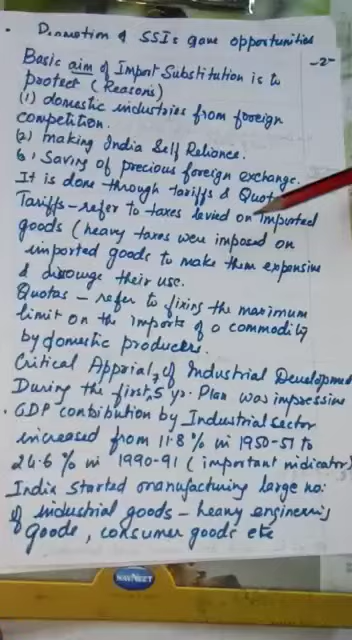 . Promotion of SSIs gave opportunities
-2-
Basic aim of Import Substitution is to
protect (Reasons)
(1) domestic industries from foreign
competition.
(2) making India Self Reliance.
Saving of precious foreign exchange.
It is done through tariffs & Quot
Tariffs - refer to taxes levied on imported
goods (heavy taxes were imposed on
imported goods to make them expensive
& discourge their use.
Quotas - refer to fixing the maximum
limit on the imports of a commodity
by domestic producers.
Critical Apprial of Industrial Developme
During the first 5 yr. Plan was impressive
. GDP contribution by Industrial sector
increased from 11.8% in 1950-51 to
24.6% in 1990-91 (important indicator)
India started manufacturing large no:
of industrial goods - heavy engineering
goods, consumer goods etc
NAVNEET